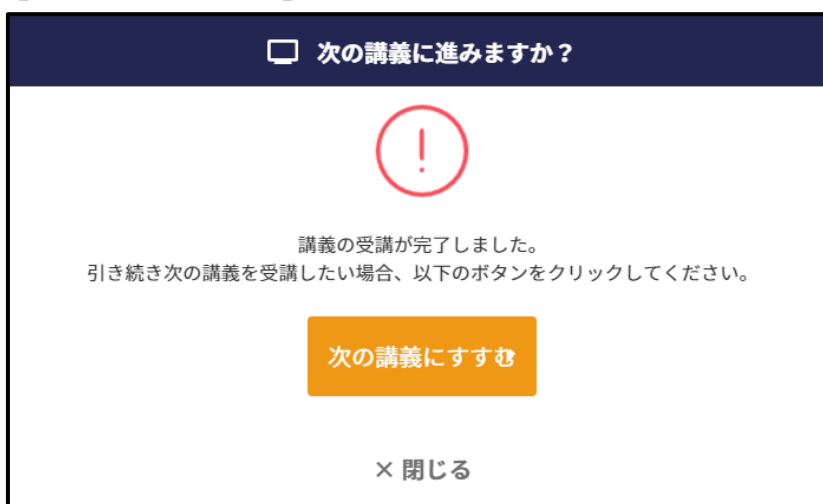 次の講義に進みますか？
講義の受講が完了しました。
引き続き次の講義を受講したい場合、以下のボタンをクリックしてください。
次の講義にすすむ
× 閉じる